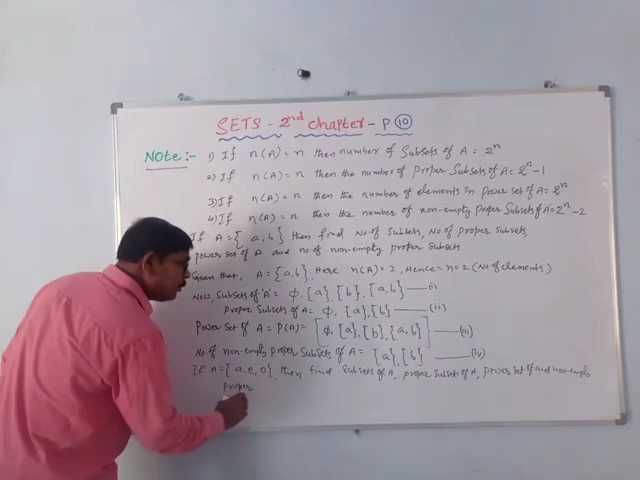 SETS - 2nd chapter - P 10
NOTE:- 1) If n(A) = n then number of Subsets of A = 2^n
2) If n(A) = n then the number of proper Subsets of A = 2^n - 1
3) If n(A) = n then the number of elements in power set of A = 2^n
4) If n(A) = n then the number of non-empty proper Subsets of A = 2^n - 2
If A = { a, b } then find No of Subsets, No of proper Subsets,
power set of A and no of non-empty proper subsets
Given that, A = {a, b}, Here n(A) = 2, Hence n = 2 (No of elements)
Now, Subsets of 'A' = ϕ, {a}, {b}, {a, b} — (i)
Proper Subsets of A = ϕ, {a} {b} — (ii)
Power Set of A = P(A) = [ϕ, {a}, {b}, {a, b}] — (iii)
No of non-empty proper Subsets of A = {a}, {b} — (iv)
If A = { a, e, o}, then find Subsets of A, proper subsets of A, power set of and non-empty
proper